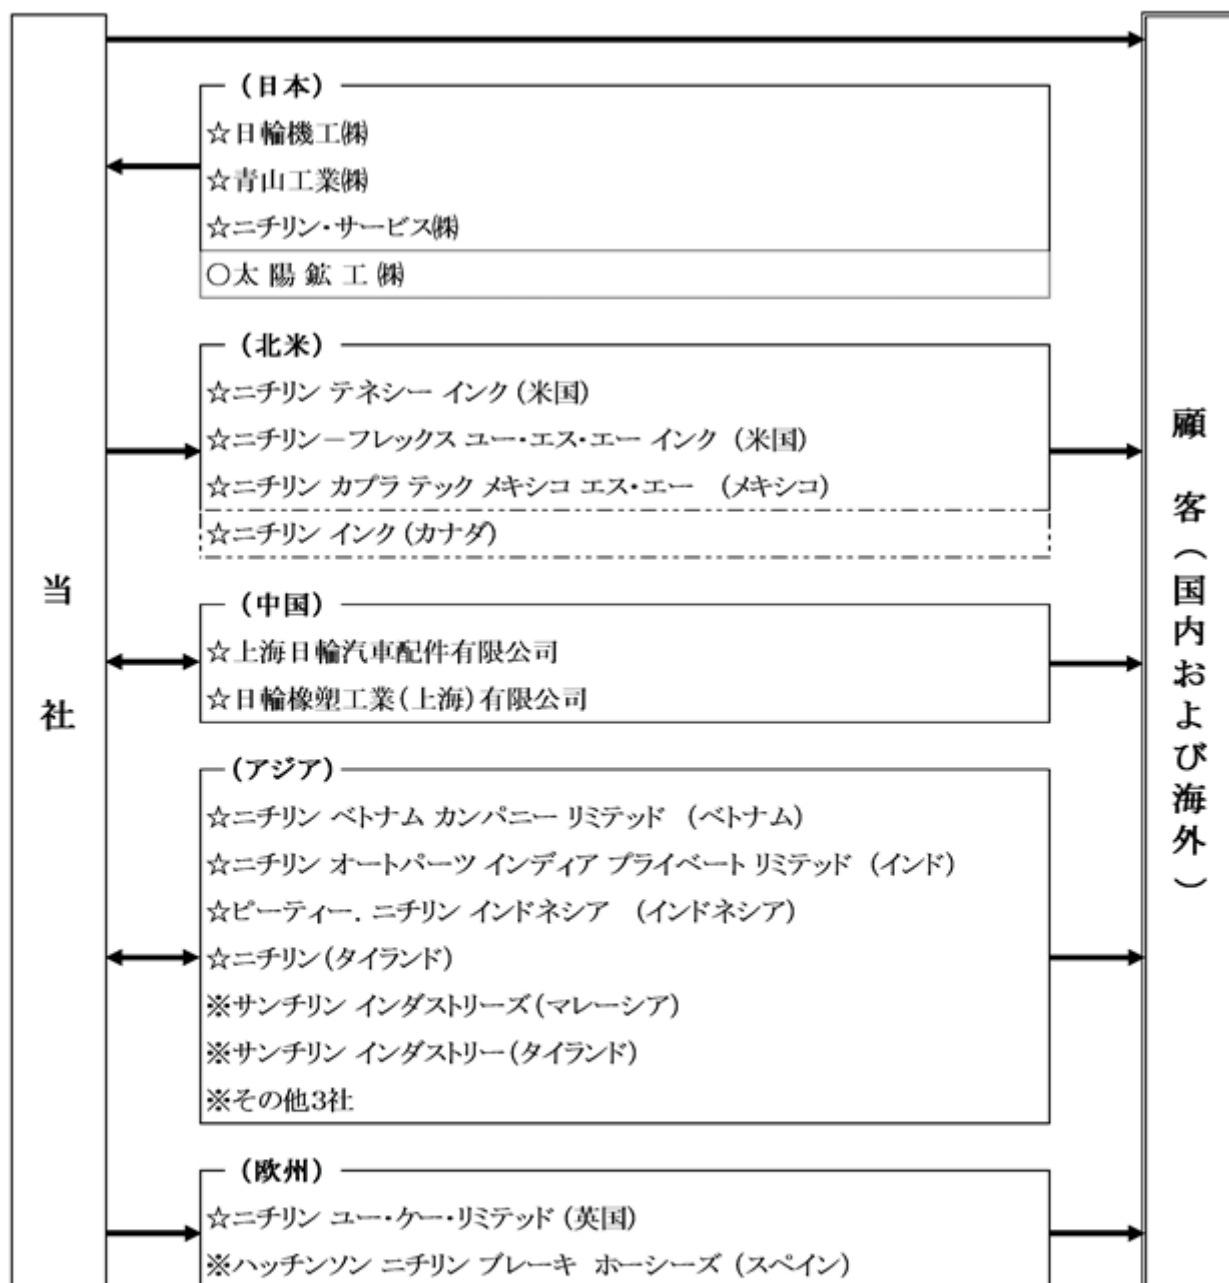 当社
（日本）
☆日輪機工㈱
☆青山工業㈱
☆ニチリン・サービス㈱
○太 陽 鉱 工 ㈱
（北米）
☆ニチリン テネシー インク（米国）
☆ニチリン－フレックス ユー・エス・エー インク （米国）
☆ニチリン カプラ テック メキシコ エス・エー （メキシコ）
☆ニチリン インク（カナダ）
（中国）
☆上海日輪汽車配件有限公司
☆日輪橡塑工業（上海）有限公司
（アジア）
☆ニチリン ベトナム カンパニー リミテッド （ベトナム）
☆ニチリン オートパーツ インディア プライベート リミテッド （インド）
☆ピーティー．ニチリン インドネシア （インドネシア）
☆ニチリン（タイランド）
※サンチリン インダストリーズ（マレーシア）
※サンチリン インダストリー（タイランド）
※その他3社
（欧州）
☆ニチリン ユー・ケー・リミテッド（英国）
※ハッチンソン ニチリン ブレーキ ホーシーズ（スペイン）
顧 客（国内および海外）